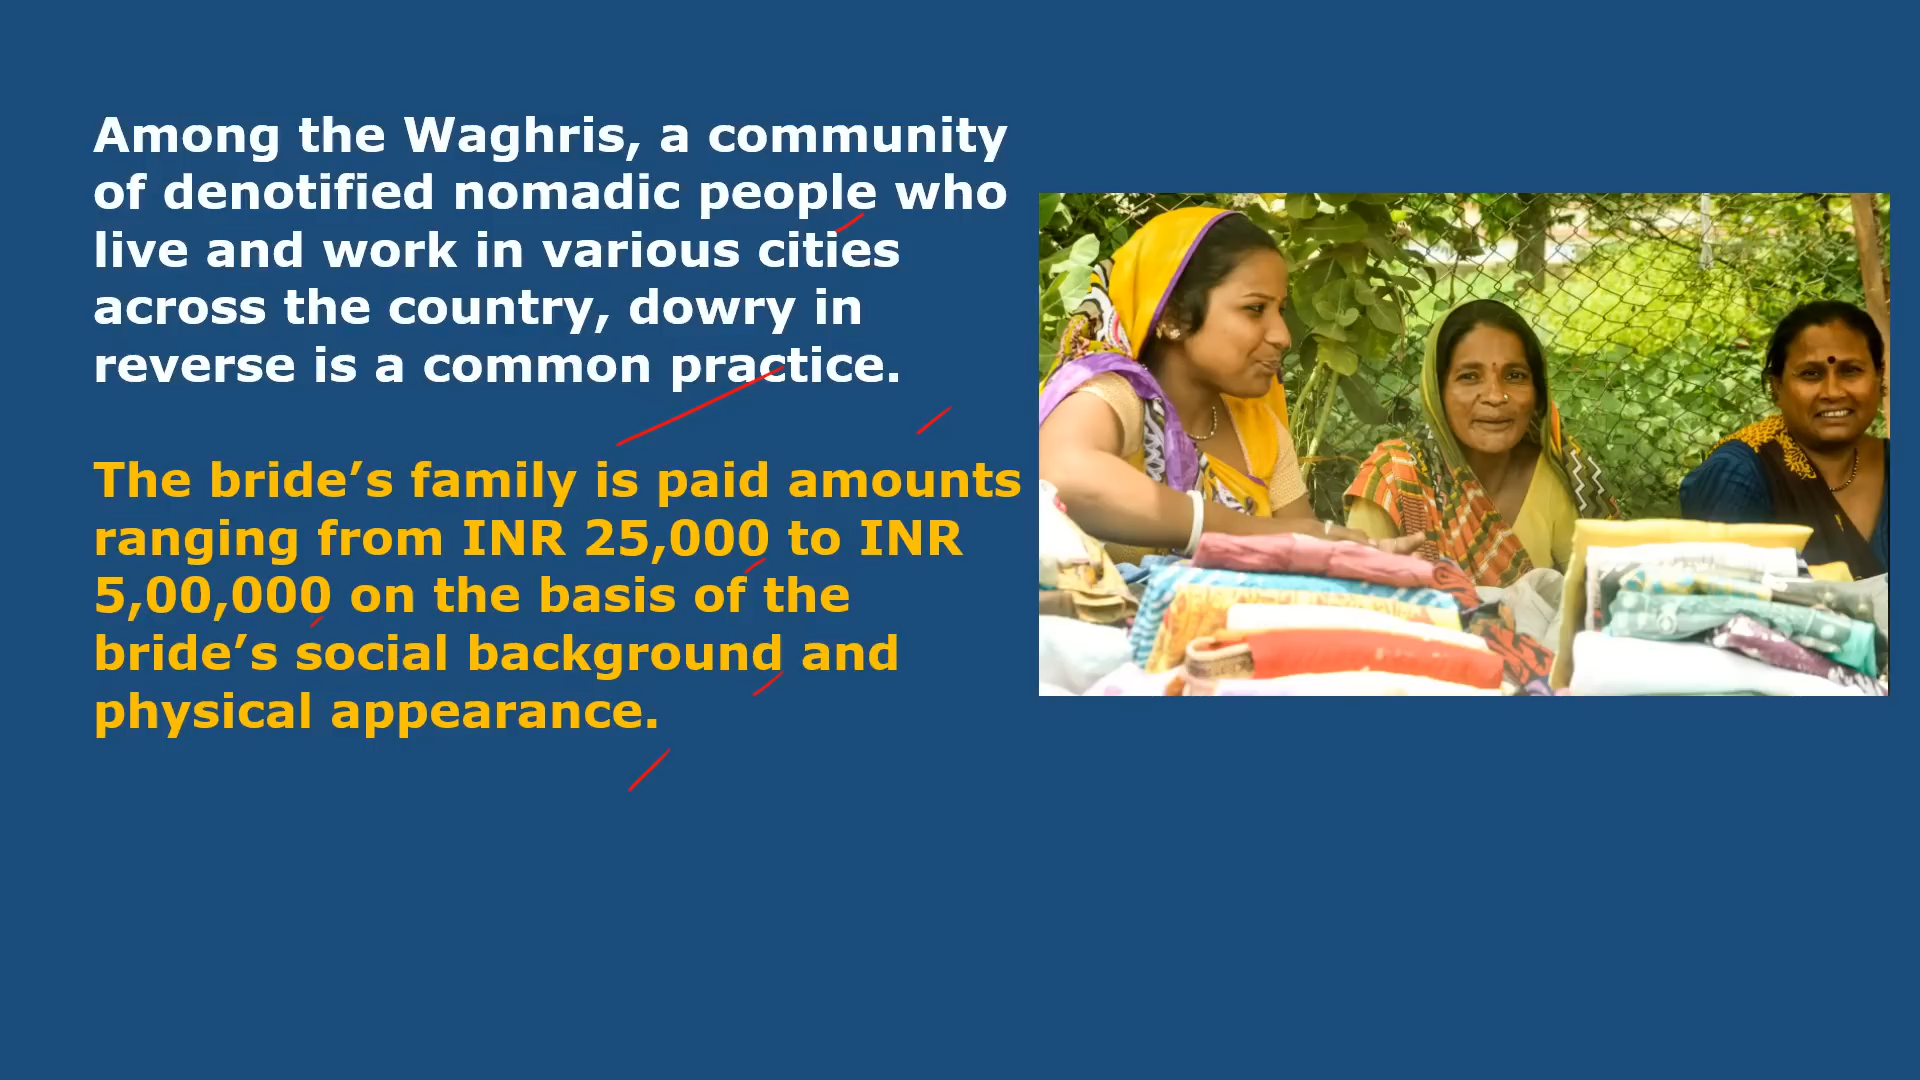 Among the Waghris, a community
of denotified nomadic people who
live and work in various cities
across the country, dowry in
reverse is a common practice.
The bride’s family is paid amounts
ranging from INR 25,000 to INR
5,00,000 on the basis of the
bride’s social background and
physical appearance.